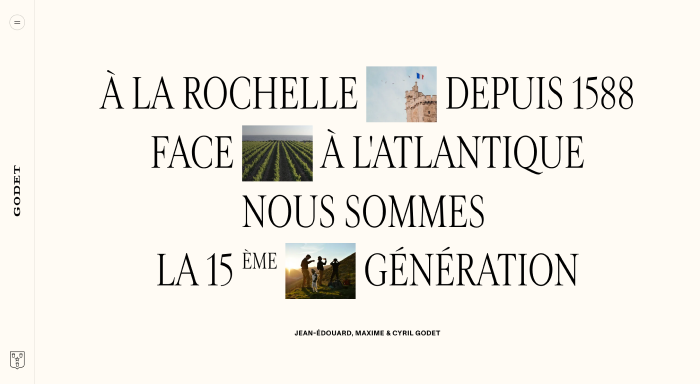 À LA ROCHELLE DEPUIS 1588
FACE À L'ATLANTIQUE
NOUS SOMMES
LA 15 ÈME GÉNÉRATION
JEAN-ÉDOUARD, MAXIME & CYRIL GODET
GODET